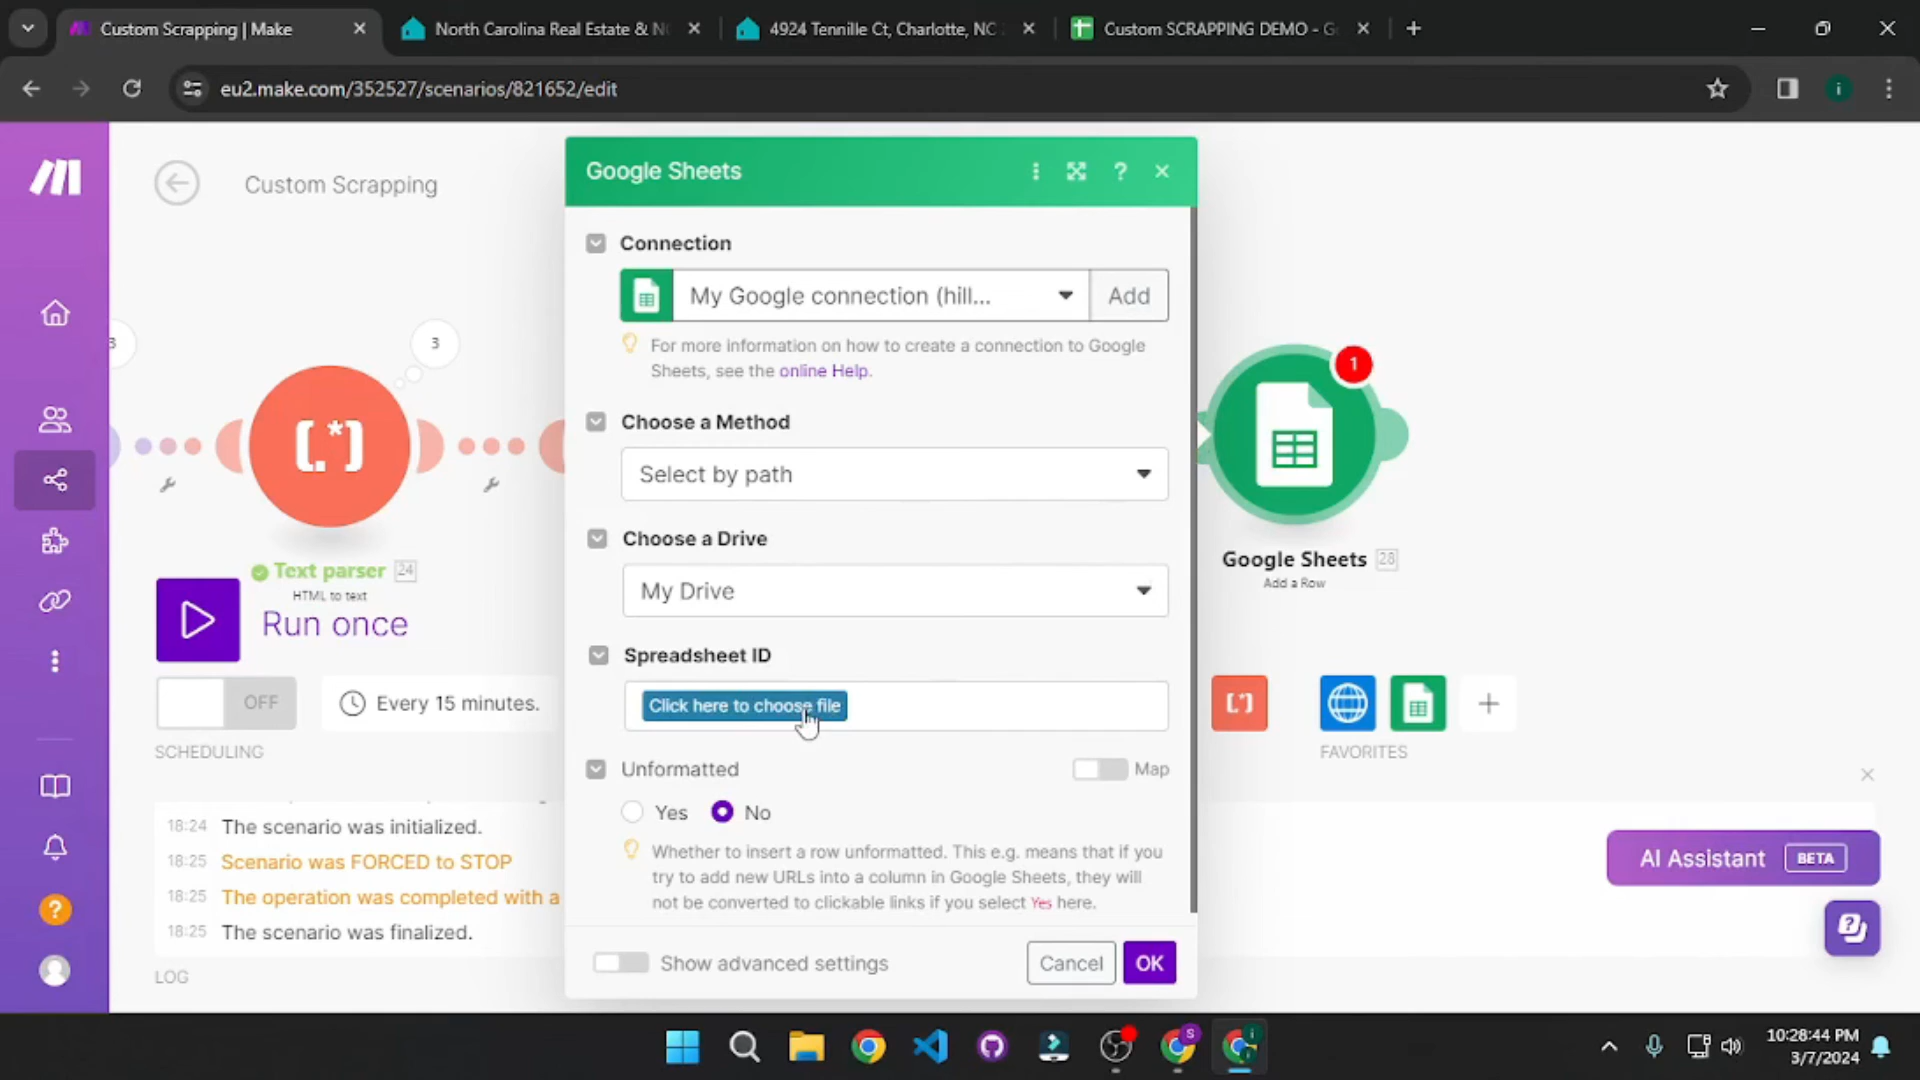 Custom Scrapping | Make
North Carolina Real Estate & N
4924 Tennille Ct, Charlotte, NC
Custom SCRAPPING DEMO - G
eu2.make.com/352527/scenarios/821652/edit
i
Custom Scrapping
Google Sheets
?
Connection
My Google connection (hill...
Add
For more information on how to create a connection to Google
Sheets, see the online Help.
Choose a Method
Select by path
Choose a Drive
My Drive
Spreadsheet ID
Click here to choose file
Unformatted
Map
Yes
No
Whether to insert a row unformatted. This e.g. means that if you
try to add new URLs into a column in Google Sheets, they will
not be converted to clickable links if you select Yes here.
Show advanced settings
Cancel
OK
3
3
(.*)
Text parser 24
HTML to text
Run once
OFF
Every 15 minutes.
SCHEDULING
18:24 The scenario was initialized.
18:25 Scenario was FORCED to STOP
18:25 The operation was completed with a
18:25 The scenario was finalized.
LOG
1
Google Sheets 28
Add a Row
(.*)
FAVORITES
AI Assistant BETA
?
?
S
i
10:28:44 PM
3/7/2024